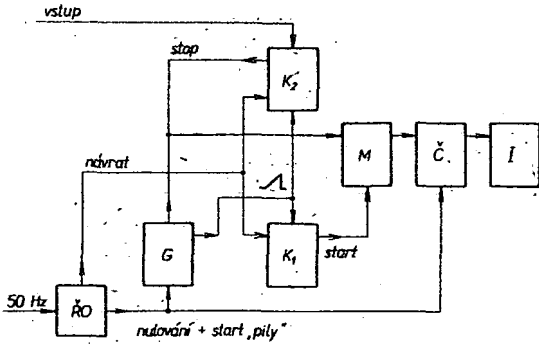 vstup
stop
K2
M
Č
I
návrat
G
K1
start
50 Hz
ŘO
nulování + start „pily"